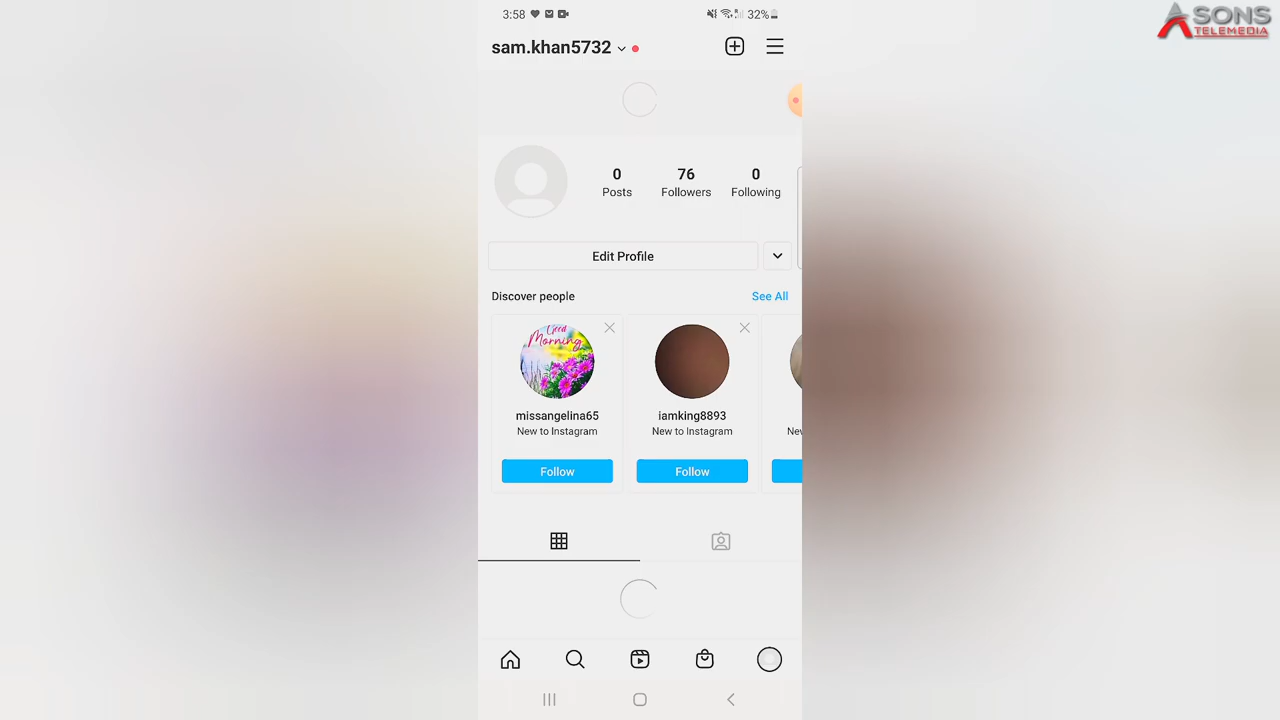 3:58
32%
SONS
TELEMEDIA
sam.khan5732
0
Posts
76
Followers
0
Following
Edit Profile
Discover people
See All
Good
Morning
missangelina65
New to Instagram
Follow
iamking8893
New to Instagram
Follow